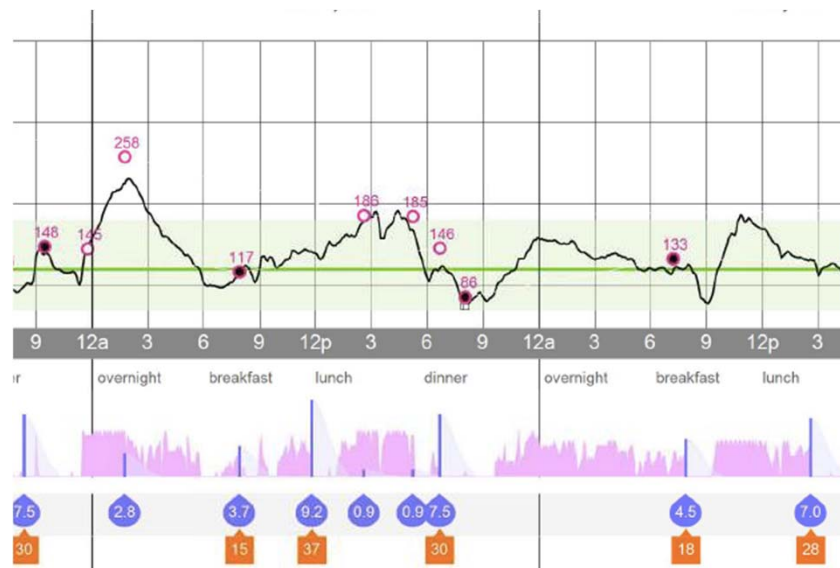 258
186
185
148
145
146
133
117
86
9 12a 3 6 9 12p 3 6 9 12a 3 6 9 12p 3
er overnight breakfast lunch dinner overnight breakfast lunch
7.5 2.8 3.7 9.2 0.9 0.9 7.5 4.5 7.0
30 15 37 30 18 28